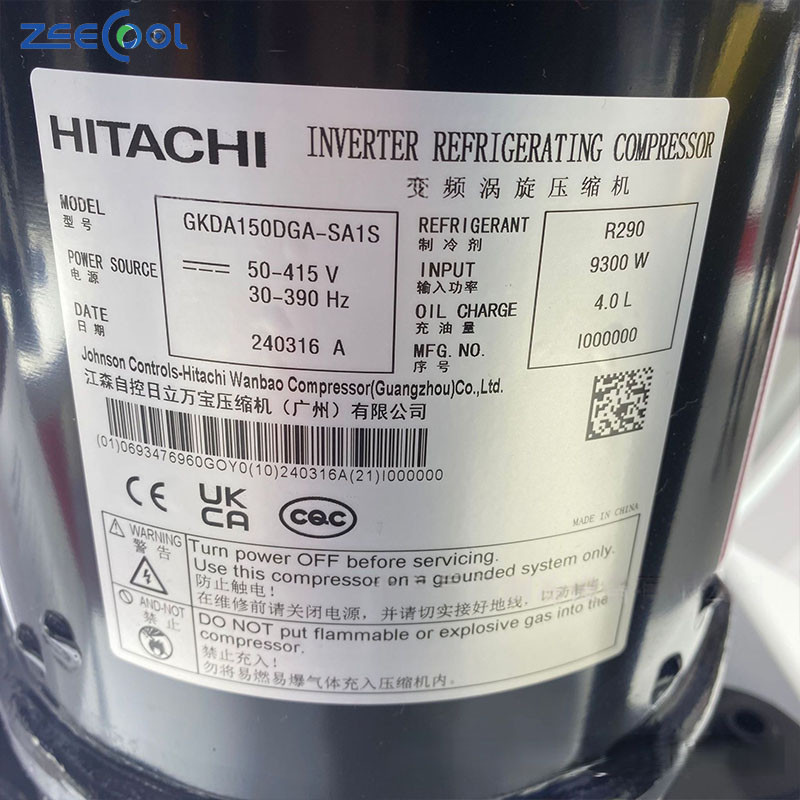 ZEECOOL
HITACHI INVERTER REFRIGERATING COMPRESSOR
变频涡旋压缩机
MODEL GKDA150DGA-SA1S
型号
POWER SOURCE 50-415 V
电源 30-390 Hz
DATE 240316 A
日期
REFRIGERANT R290
制冷剂
INPUT 9300 W
输入功率
OIL CHARGE 4.0 L
充油量
MFG. NO. I000000
序号
Johnson Controls-Hitachi Wanbao Compressor(Guangzhou)Co.,Ltd.
江森自控日立万宝压缩机（广州）有限公司
(01)0693476960GOY0(10)240316A(21)I000000
CE UK CA CQC
MADE IN CHINA
WARNING
警告
Turn power OFF before servicing.
Use this compressor on a grounded system only.
防止触电！
在维修前请关闭电源，并请切实接好地线，
AND-NOT
禁止
DO NOT put flammable or explosive gas into the
compressor.
禁止充入！
勿将易燃易爆气体充入压缩机内。